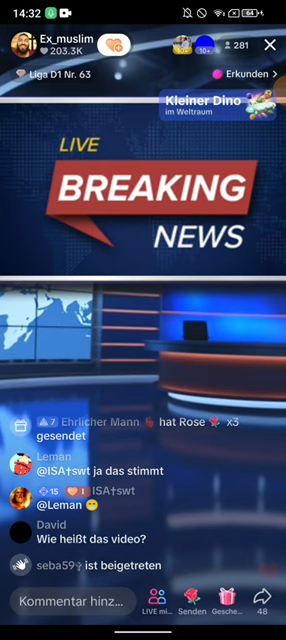 14:32
64
Ex_muslim
203.3K
10+
281
Liga D1 Nr. 63
Erkunden >
Kleiner Dino
im Weltraum
LIVE
BREAKING
NEWS
7 Ehrlicher Mann hat Rose x3
gesendet
Leman
@ISA†swt ja das stimmt
15 I ISA†swt
@Leman 😁
David
Wie heißt das video?
seba59 ist beigetreten
Kommentar hinz...
LIVE mi...
Senden
Gesche...
48